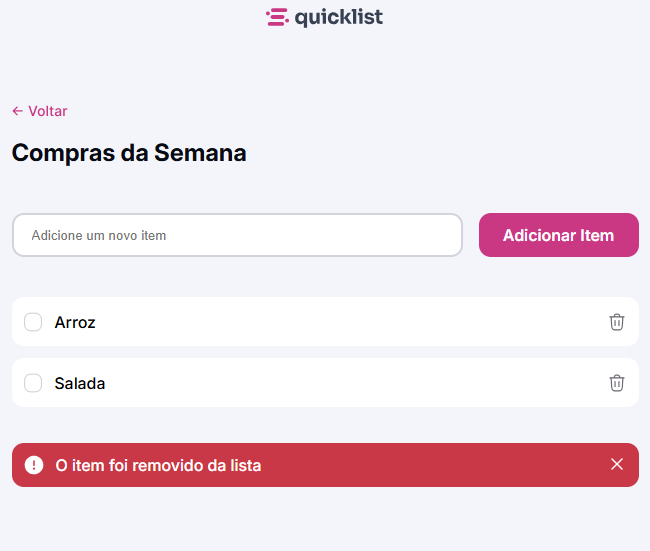 quicklist
← Voltar
Compras da Semana
Adicione um novo item
Adicionar Item
Arroz
Salada
O item foi removido da lista